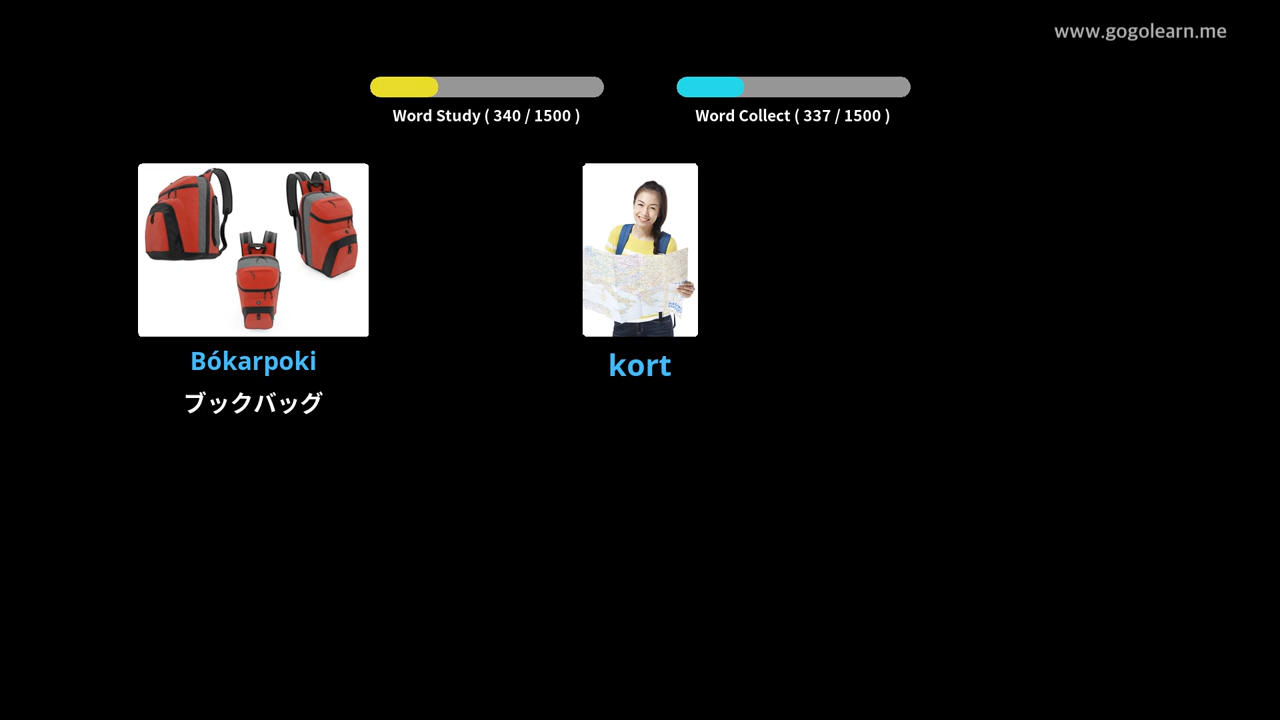 www.gogolearn.me
Word Study ( 340 / 1500 )
Word Collect ( 337 / 1500 )
Bókarpoki
ブックバッグ
kort